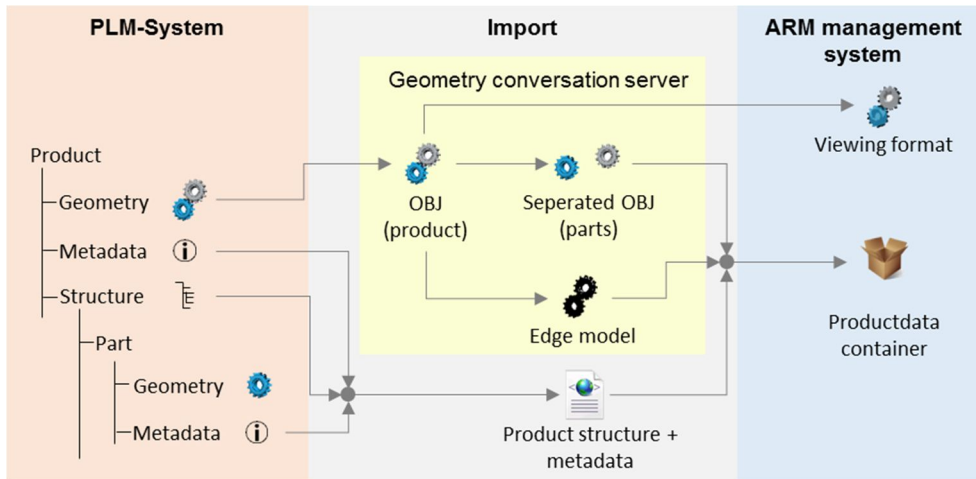 PLM-System
Import
ARM management
system
Geometry conversation server
Viewing format
Product
Geometry
OBJ
(product)
Seperated OBJ
(parts)
Metadata
Structure
Edge model
Productdata
container
Part
Geometry
Metadata
Product structure +
metadata